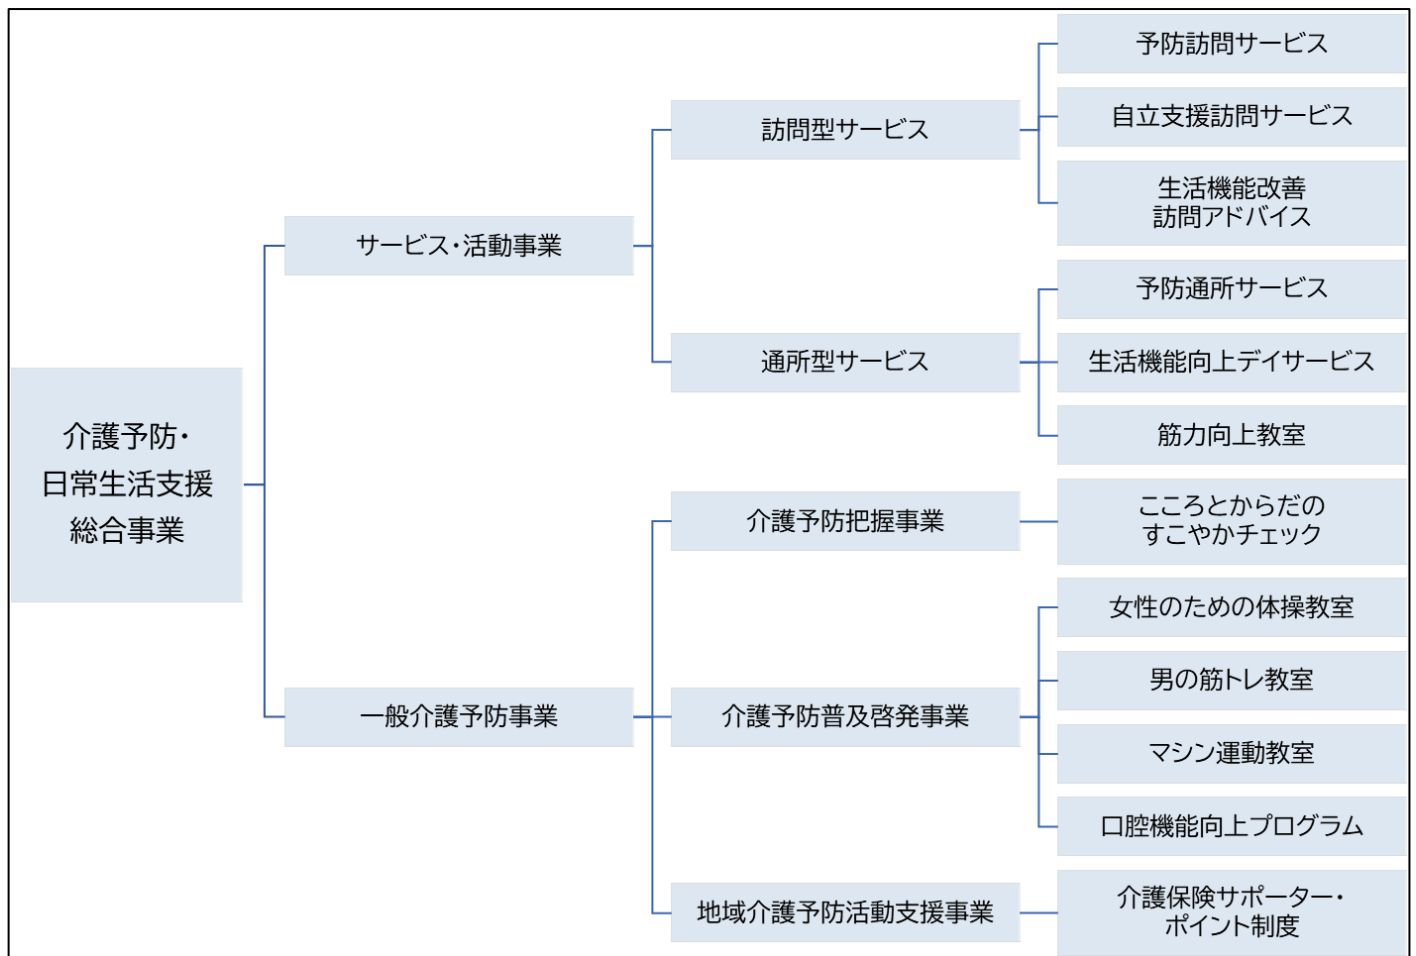 介護予防・
日常生活支援
総合事業
サービス・活動事業
訪問型サービス
予防訪問サービス
自立支援訪問サービス
生活機能改善
訪問アドバイス
通所型サービス
予防通所サービス
生活機能向上デイサービス
筋力向上教室
一般介護予防事業
介護予防把握事業
こころとからだの
すこやかチェック
介護予防普及啓発事業
女性のための体操教室
男の筋トレ教室
マシン運動教室
口腔機能向上プログラム
地域介護予防活動支援事業
介護保険サポーター・
ポイント制度